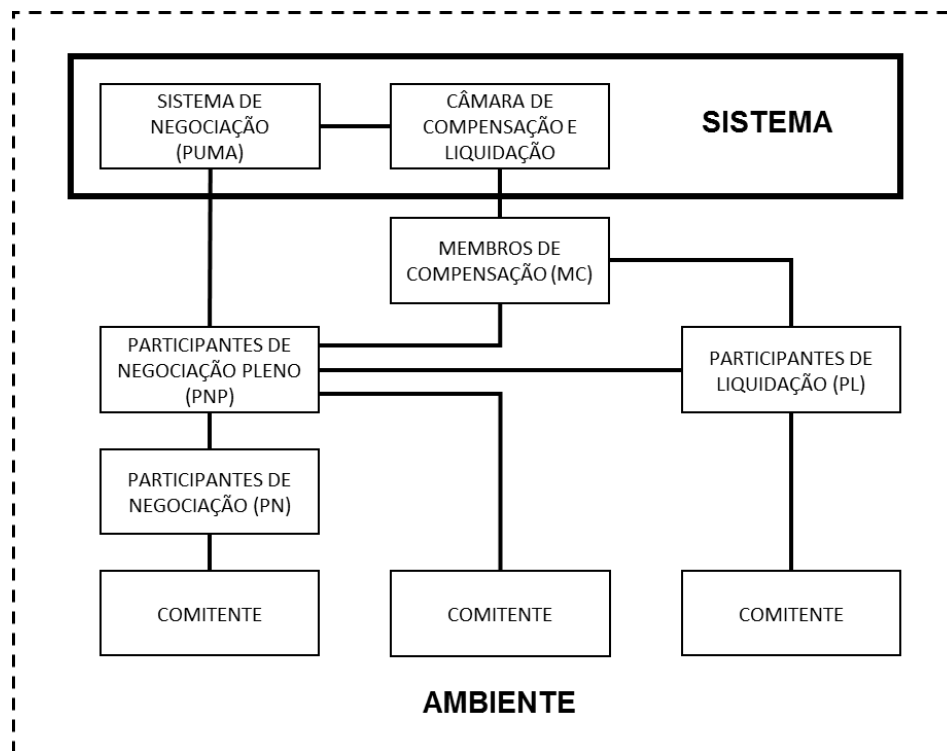 SISTEMA DE
NEGOCIAÇÃO
(PUMA)
CÂMARA DE
COMPENSAÇÃO E
LIQUIDAÇÃO
SISTEMA
MEMBROS DE
COMPENSAÇÃO (MC)
PARTICIPANTES DE
NEGOCIAÇÃO PLENO
(PNP)
PARTICIPANTES DE
LIQUIDAÇÃO (PL)
PARTICIPANTES DE
NEGOCIAÇÃO (PN)
COMITENTE
COMITENTE
COMITENTE
AMBIENTE